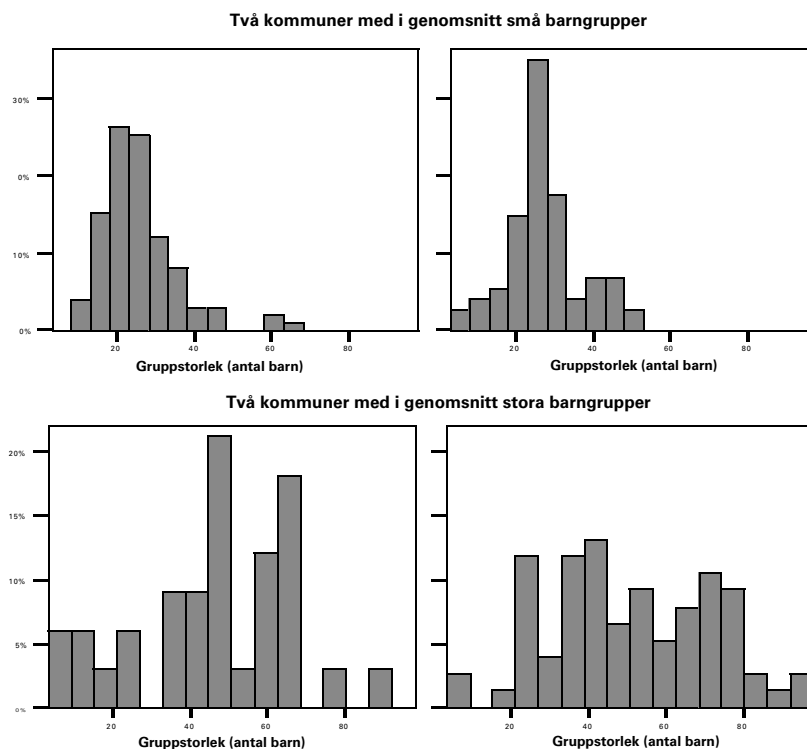 Två kommuner med i genomsnitt små barngrupper
30%
0%
10%
0%
20 40 60 80
20 40 60 80
Gruppstorlek (antal barn) Gruppstorlek (antal barn)
Två kommuner med i genomsnitt stora barngrupper
20%
15%
10%
5%
0%
20 40 60 80
20 40 60 80
Gruppstorlek (antal barn) Gruppstorlek (antal barn)